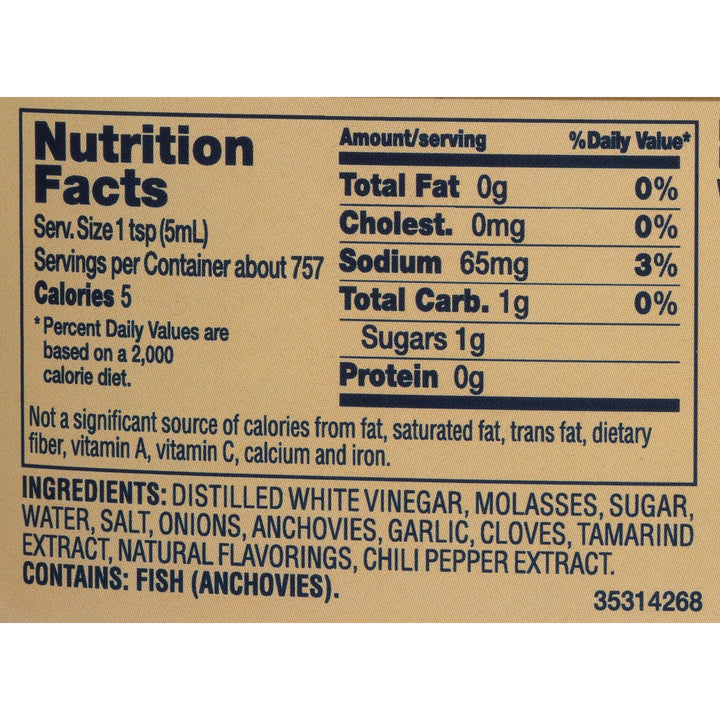 Nutrition
Facts
Serv. Size 1 tsp (5mL)
Servings per Container about 757
Calories 5
*Percent Daily Values are
based on a 2,000
calorie diet.
Amount/serving %Daily Value*
Total Fat 0g 0%
Cholest. 0mg 0%
Sodium 65mg 3%
Total Carb. 1g 0%
Sugars 1g
Protein 0g
Not a significant source of calories from fat, saturated fat, trans fat, dietary
fiber, vitamin A, vitamin C, calcium and iron.
INGREDIENTS: DISTILLED WHITE VINEGAR, MOLASSES, SUGAR,
WATER, SALT, ONIONS, ANCHOVIES, GARLIC, CLOVES, TAMARIND
EXTRACT, NATURAL FLAVORINGS, CHILI PEPPER EXTRACT.
CONTAINS: FISH (ANCHOVIES).
35314268